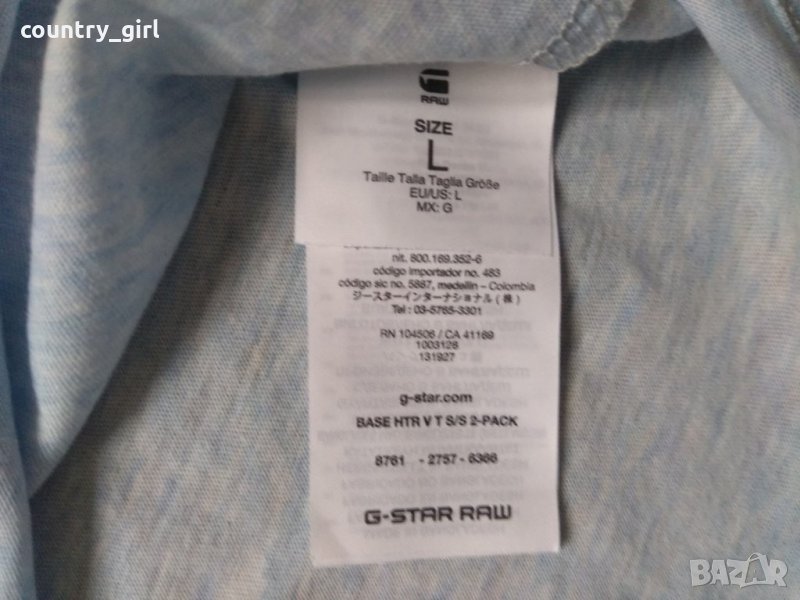 country_girl
RAW
SIZE
L
Taille Talla Taglia Größe
EU/US: L
MX: G
nit. 800.169.352-6
código importador no. 483
código sic no. 5887, medellin – Colombia
ジースターインターナショナル(株)
Tel : 03-5765-3301
RN 104506 / CA 41169
1003128
131927
g-star.com
BASE HTR V T S/S 2-PACK
8761 - 2757 - 6366
G-STAR RAW
BAZAR